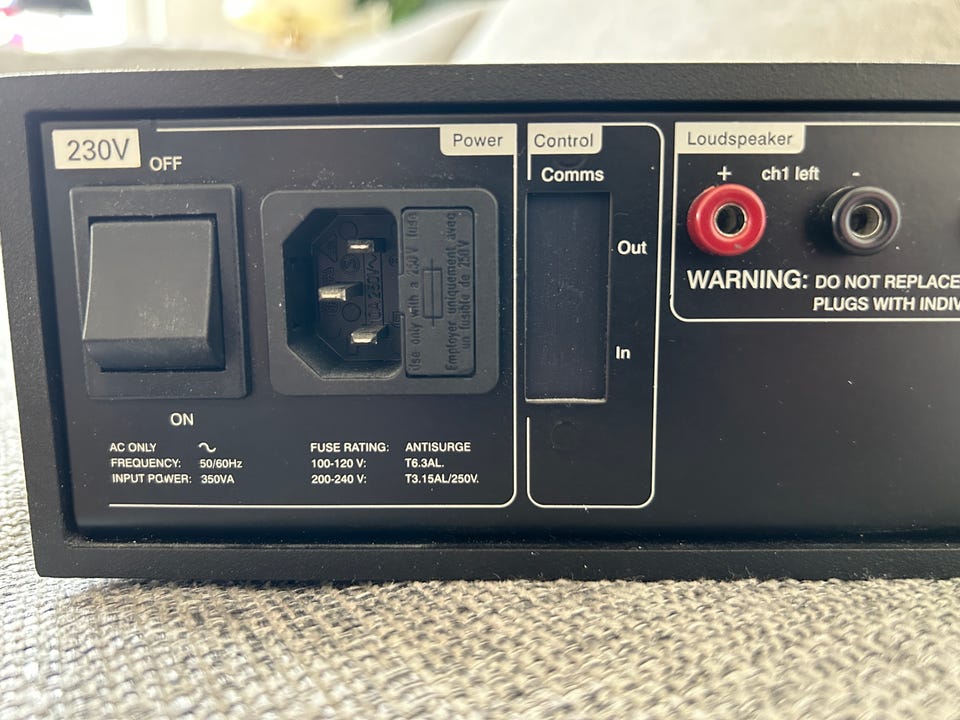 230V
OFF
Power
Control
Loudspeaker
Comms
+ ch1 left -
Out
10A 250V~
Use only with a 250V fuse
Employer uniquement avec
un fusible de 250V
WARNING: DO NOT REPLACE
PLUGS WITH INDIV
In
ON
AC ONLY ~
FREQUENCY: 50/60Hz
INPUT POWER: 350VA
FUSE RATING: ANTISURGE
100-120 V: T6.3AL.
200-240 V: T3.15AL/250V.